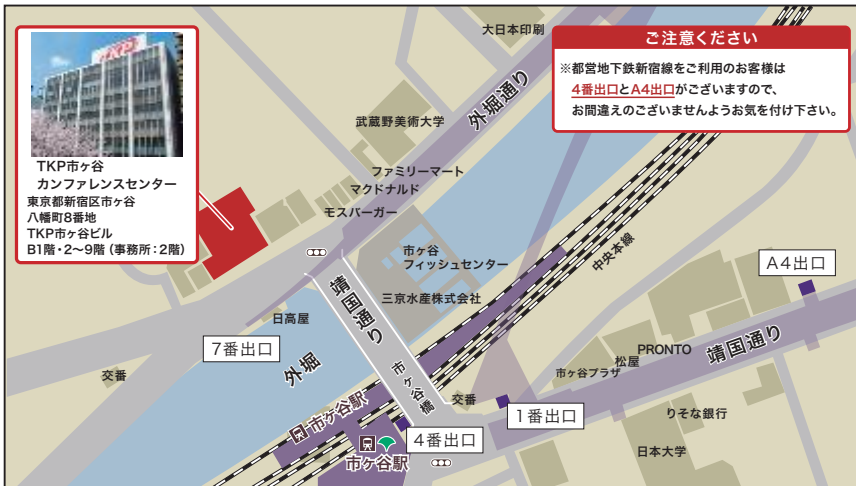 TKP
TKP市ヶ谷
カンファレンスセンター
東京都新宿区市ヶ谷
八幡町8番地
TKP市ヶ谷ビル
B1階・2〜9階（事務所：2階）
ご注意ください
※都営地下鉄新宿線をご利用のお客様は
4番出口とA4出口がございますので、
お間違えのございませんようお気を付け下さい。
大日本印刷
外堀通り
武蔵野美術大学
ファミリーマート
マクドナルド
モスバーガー
市ヶ谷
フィッシュセンター
中央本線
A4出口
靖国通り
三京水産株式会社
日高屋
7番出口
外堀
交番
市ヶ谷橋
交番
PRONTO
松屋
市ヶ谷プラザ
靖国通り
1番出口
りそな銀行
日本大学
市ヶ谷駅
4番出口
市ヶ谷駅